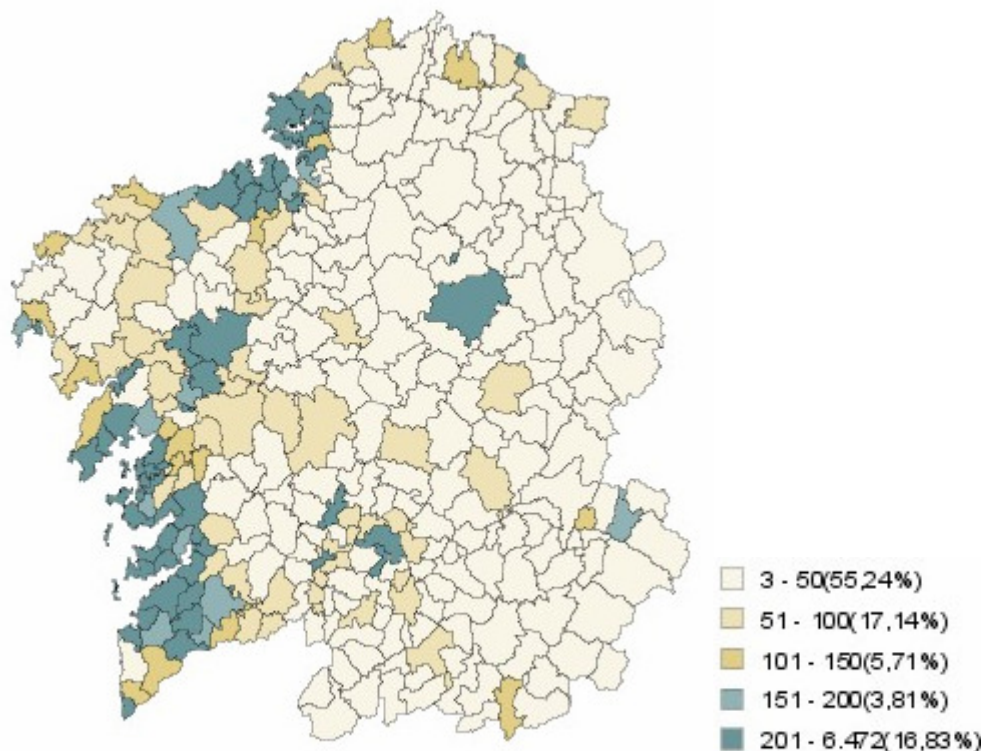 3 - 50(55,24%)
51 - 100(17,14%)
101 - 150(5,71%)
151 - 200(3,81%)
201 - 6.472(16,83%)